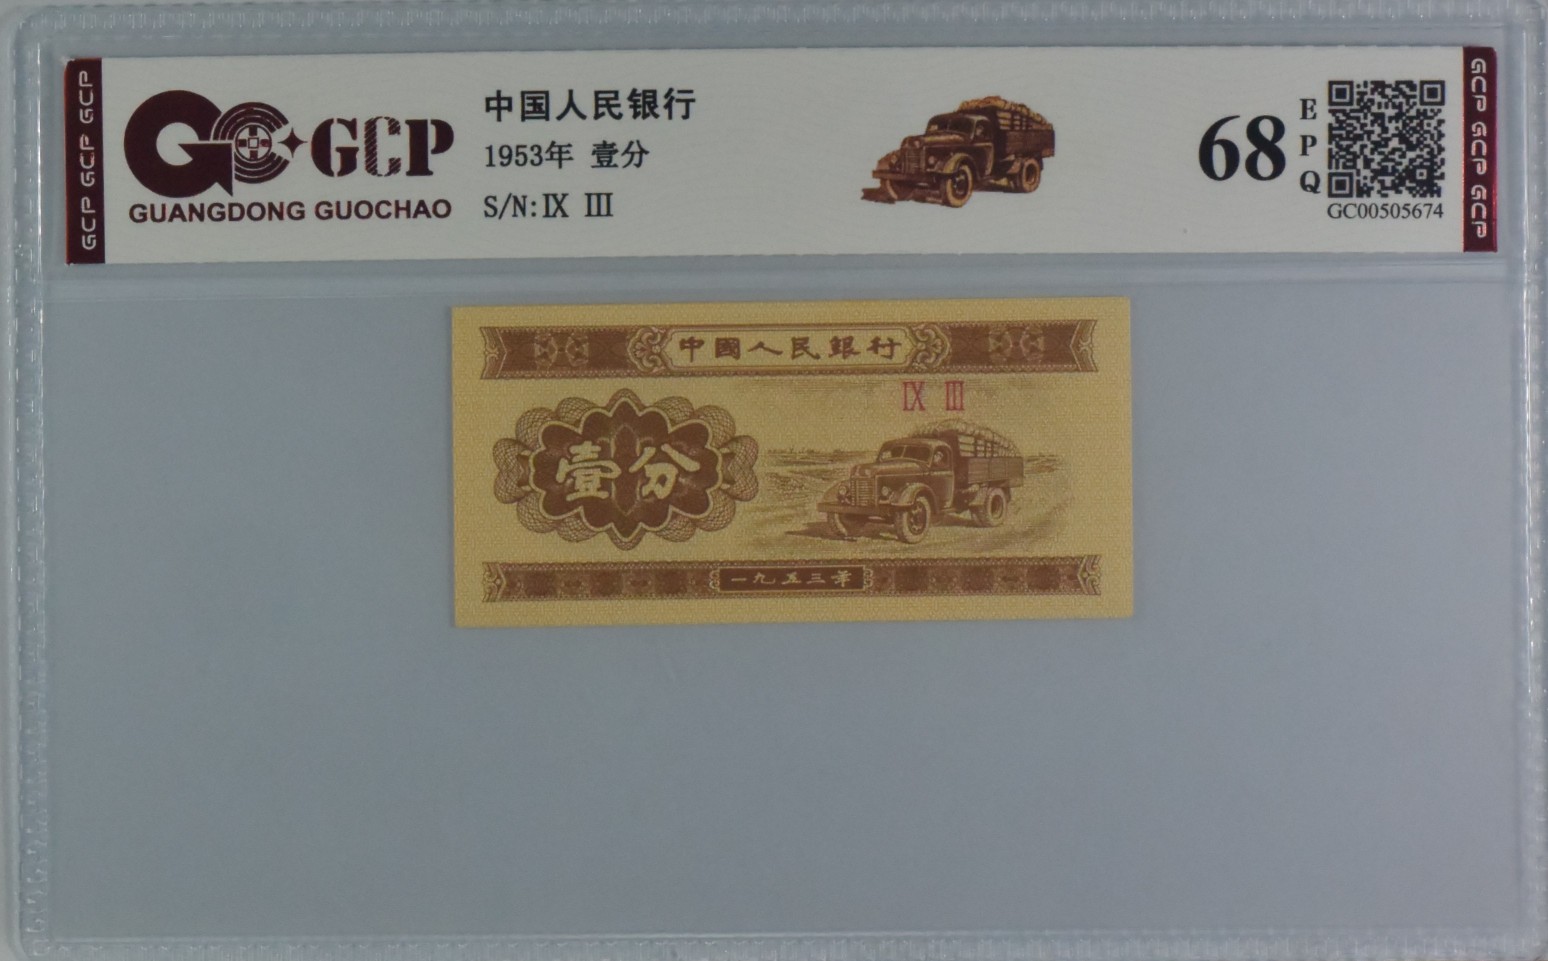 GCP GCP GCP
GCP
GUANGDONG GUOCHAO
中国人民银行
1953年 壹分
S/N:IX III
68
EPQ
GC00505674
GCP GCP GCP
中國人民銀行
IX III
壹分
一九五三年